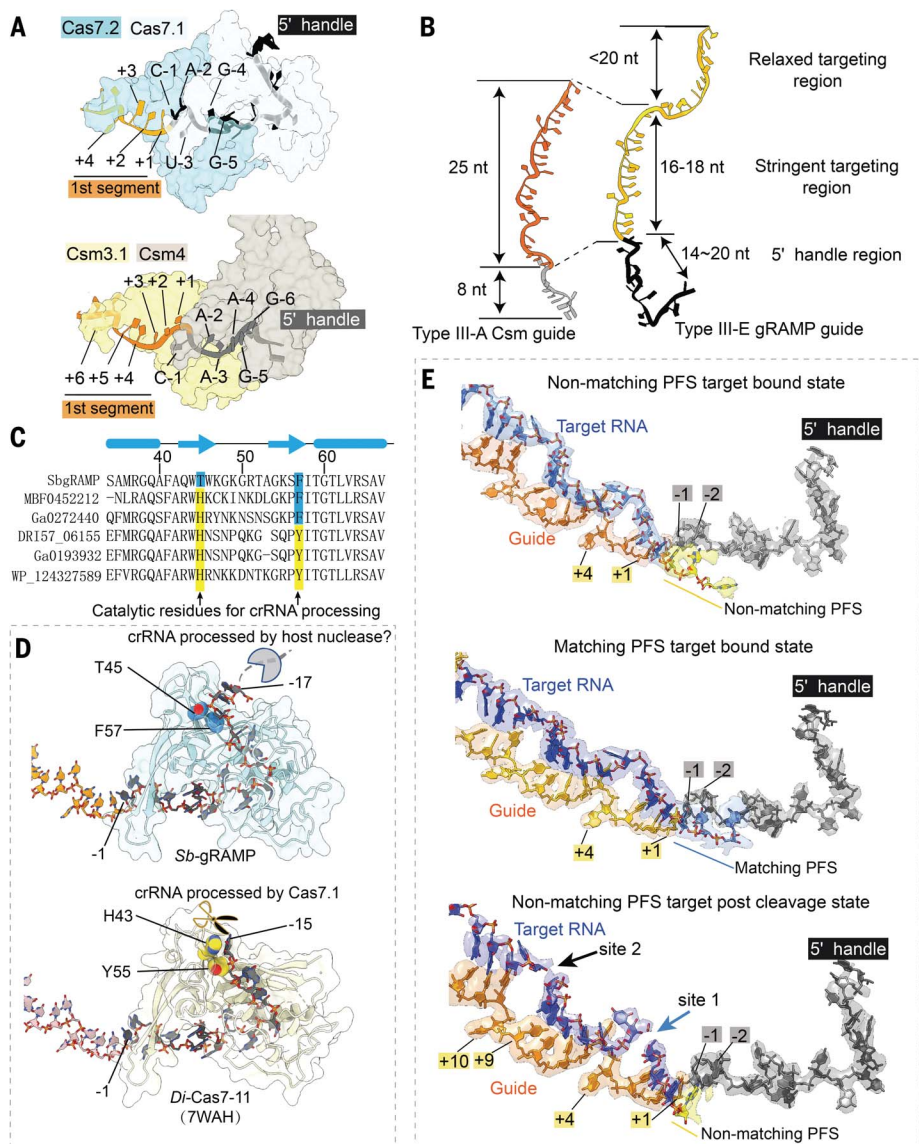 A
Cas7.2 Cas7.1 5' handle
+3 C-1 A-2 G-4
+4 +2 +1 U-3 G-5
1st segment
Csm3.1 Csm4
+3 +2 +1 A-2 A-4 G-6
5' handle
+6 +5 +4 C-1 A-3 G-5
1st segment
B
<20 nt
Relaxed targeting
region
25 nt
16-18 nt
Stringent targeting
region
14~20 nt
5' handle region
8 nt
Type III-A Csm guide
Type III-E gRAMP guide
C
40 50 60
SbgRAMP SAMRGQAFAQWTWKGKGRTAGKSFITGTLVRSAV
MBF0452212 -NLRAQSFARWHKCKINKDLGKPFITGTLVRSAV
Ga0272440 QFMRGQSFARWHRYNKNSNSGKPFITGTLVRSAV
DRI57_06155 EFMRGQAFARWHNSNPQKG SQPYITGTLLRSAV
Ga0193932 EFMRGQAFARWHNSNPQKG-SQPYITGTLLRSAV
WP_124327589 EFVRGQAFARWHRNKKDNTKGRPYITGTLLRSAV
Catalytic residues for crRNA processing
D
crRNA processed by host nuclease?
T45
-17
F57
-1
Sb-gRAMP
crRNA processed by Cas7.1
H43
-15
Y55
-1
Di-Cas7-11
(7WAH)
E
Non-matching PFS target bound state
Target RNA
5' handle
-1 -2
Guide
+4 +1
Non-matching PFS
Matching PFS target bound state
Target RNA
5' handle
-1 -2
Guide
+4 +1
Matching PFS
Non-matching PFS target post cleavage state
Target RNA
site 2
5' handle
site 1
-1 -2
+10 +9
Guide
+4 +1
Non-matching PFS